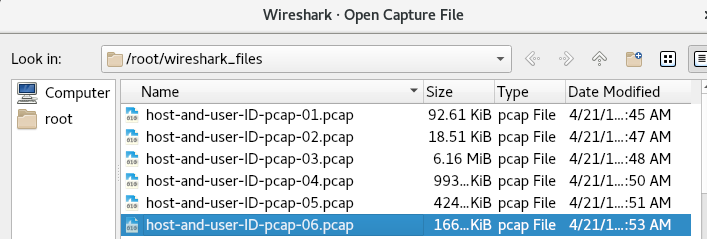 Wireshark · Open Capture File
Look in: /root/wireshark_files
Computer
root
Name Size Type Date Modified
host-and-user-ID-pcap-01.pcap 92.61 KiB pcap File 4/21/1...:45 AM
host-and-user-ID-pcap-02.pcap 18.51 KiB pcap File 4/21/1...:47 AM
host-and-user-ID-pcap-03.pcap 6.16 MiB pcap File 4/21/1...:48 AM
host-and-user-ID-pcap-04.pcap 993...KiB pcap File 4/21/1...:50 AM
host-and-user-ID-pcap-05.pcap 424...KiB pcap File 4/21/1...:51 AM
host-and-user-ID-pcap-06.pcap 166...KiB pcap File 4/21/1...:53 AM